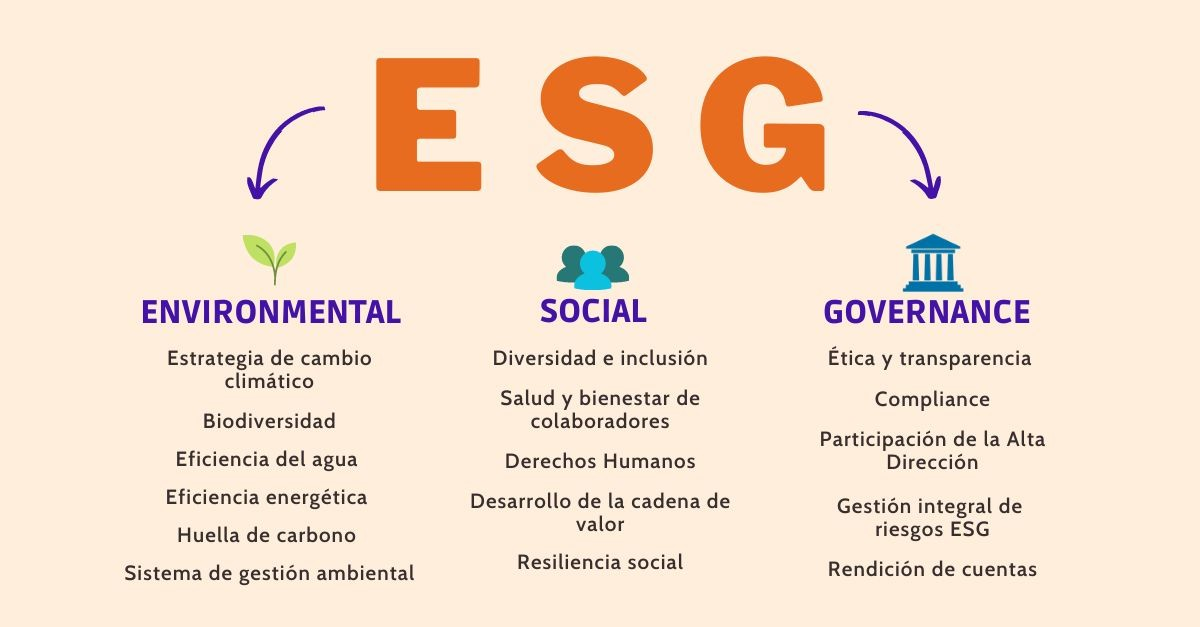 ESG
ENVIRONMENTAL
Estrategia de cambio
climático
Biodiversidad
Eficiencia del agua
Eficiencia energética
Huella de carbono
Sistema de gestión ambiental
SOCIAL
Diversidad e inclusión
Salud y bienestar de
colaboradores
Derechos Humanos
Desarrollo de la cadena de
valor
Resiliencia social
GOVERNANCE
Ética y transparencia
Compliance
Participación de la Alta
Dirección
Gestión integral de
riesgos ESG
Rendición de cuentas